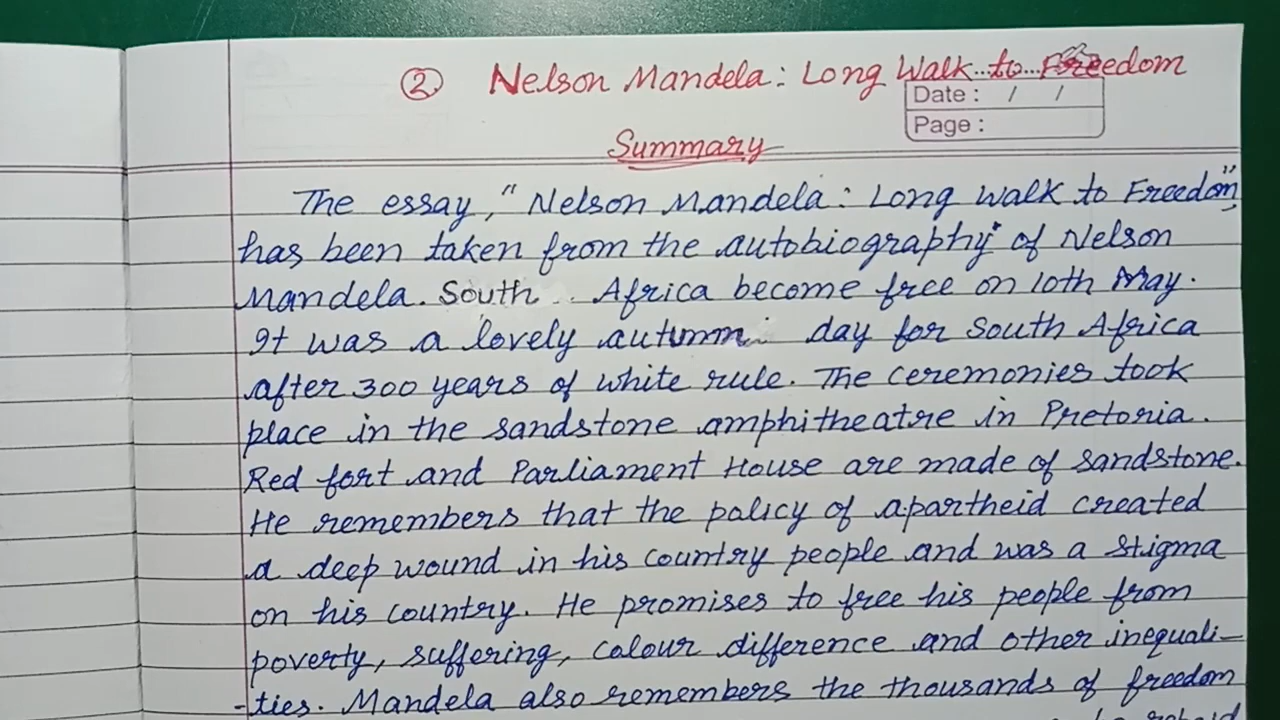 ② Nelson Mandela: Long Walk to Freedom
Date : / /
Page :
Summary
The essay, "Nelson Mandela: Long Walk to Freedom",
has been taken from the autobiography of Nelson
Mandela. South Africa become free on 10th May.
It was a lovely autumn day for South Africa
after 300 years of white rule. The ceremonies took
place in the sandstone amphitheatre in Pretoria.
Red fort and Parliament House are made of sandstone.
He remembers that the policy of apartheid created
a deep wound in his country people and was a stigma
on his country. He promises to free his people from
poverty, suffering, colour difference and other inequali-
-ties. Mandela also remembers the thousands of freedom